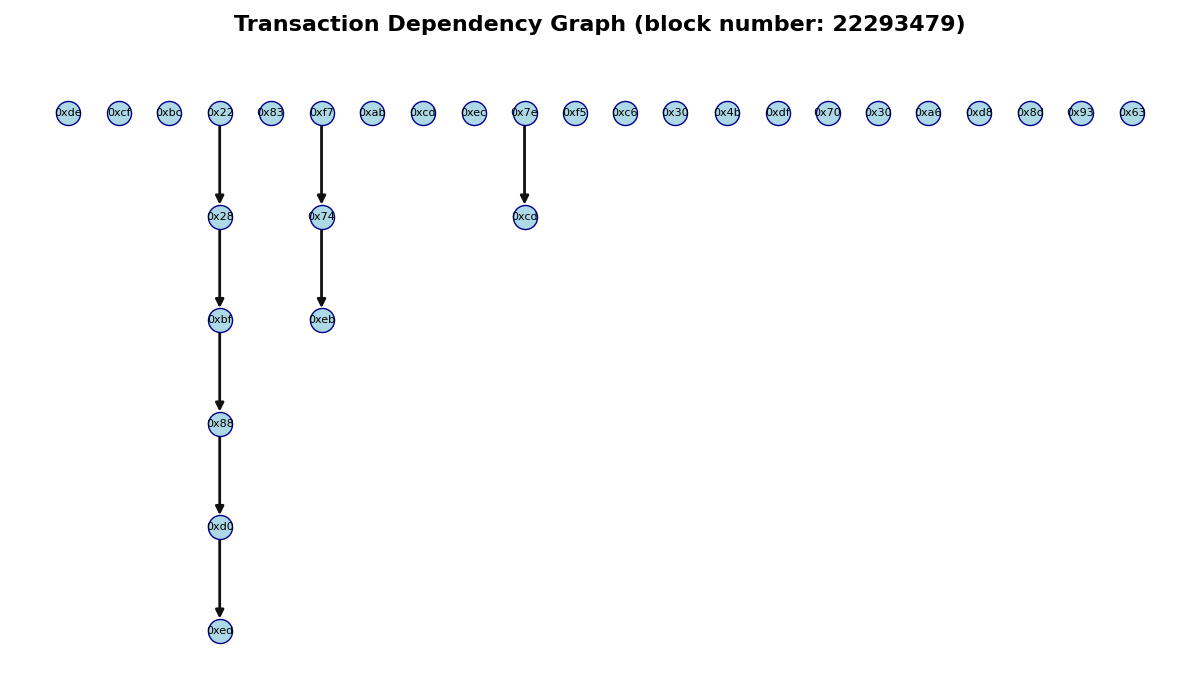 Transaction Dependency Graph (block number: 22293479)
0xde 0xcf 0xbc 0x22 0x83 0xf7 0xab 0xcd 0xec 0x7e 0xf5 0xc6 0x30 0x4b 0xdf 0x70 0x30 0xa6 0xd8 0x8d 0x93 0x63
0x28 0x74 0xcd
0xbf 0xeb
0x88
0xd0
0xed